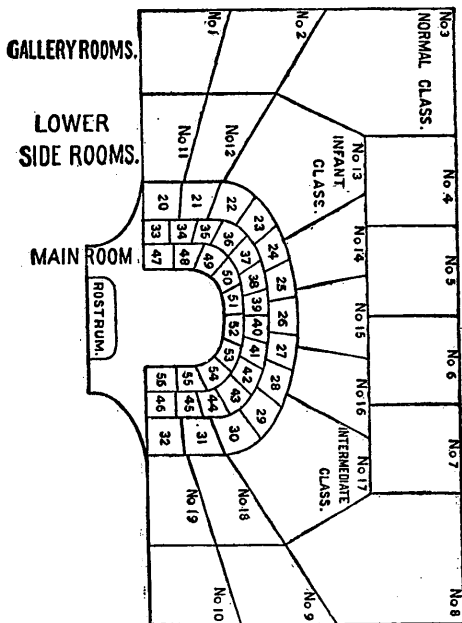 GALLERY ROOMS.
No 1
No 2
No 3
NORMAL CLASS.
No 4
No 5
No 6
No 7
No 8
No 9
No 10
LOWER
SIDE ROOMS.
No 11
No 12
No 13
INFANT
CLASS.
No 14
No 15
No 16
No 17
INTERMEDIATE
CLASS.
No 18
No 19
MAIN ROOM
20
21
22
23
24
25
26
27
28
29
30
31
32
33
34
35
36
37
38
39
40
41
42
43
44
45
46
47
48
49
50
51
52
53
54
55
56
ROSTRUM.